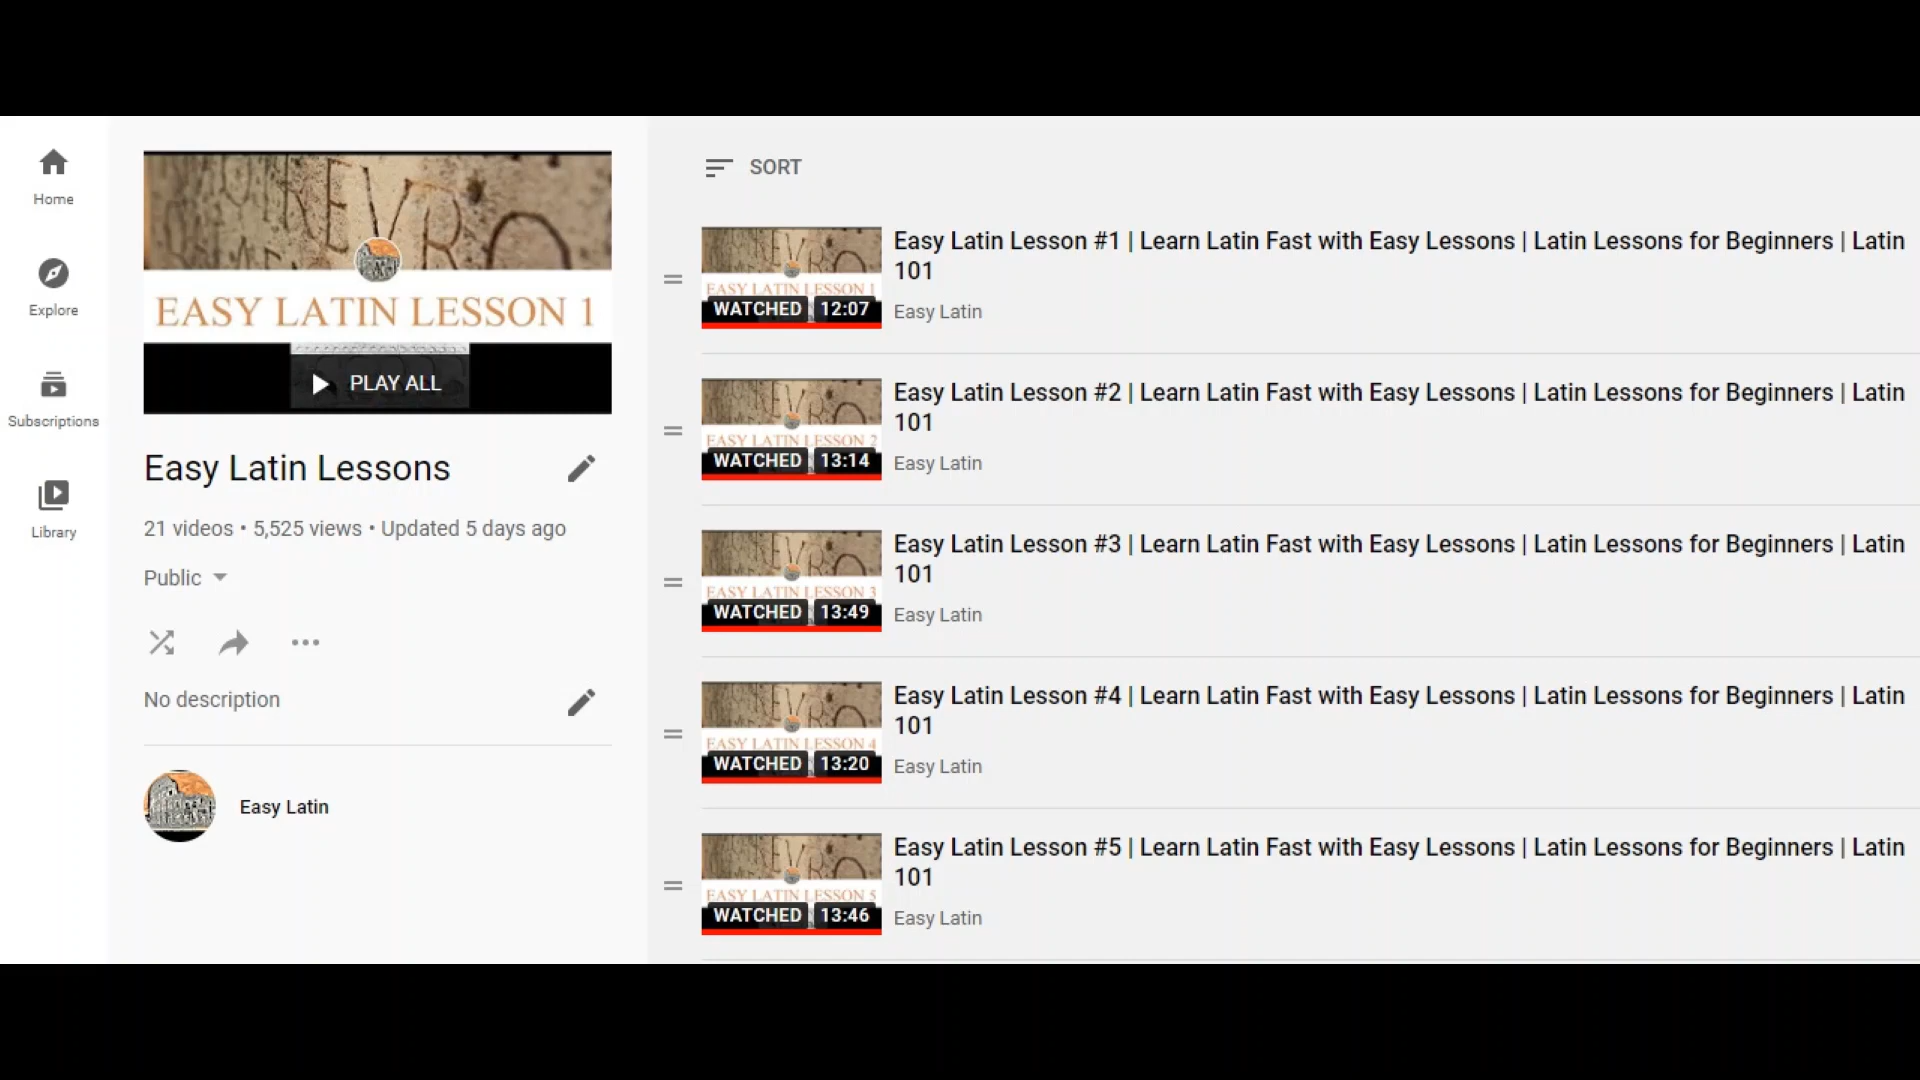 Home
Explore
Subscriptions
Library
EASY LATIN LESSON 1
PLAY ALL
Easy Latin Lessons
21 videos • 5,525 views • Updated 5 days ago
Public
No description
Easy Latin
SORT
EASY LATIN LESSON 1
WATCHED 12:07
Easy Latin Lesson #1 | Learn Latin Fast with Easy Lessons | Latin Lessons for Beginners | Latin
101
Easy Latin
EASY LATIN LESSON 2
WATCHED 13:14
Easy Latin Lesson #2 | Learn Latin Fast with Easy Lessons | Latin Lessons for Beginners | Latin
101
Easy Latin
EASY LATIN LESSON 3
WATCHED 13:49
Easy Latin Lesson #3 | Learn Latin Fast with Easy Lessons | Latin Lessons for Beginners | Latin
101
Easy Latin
EASY LATIN LESSON 4
WATCHED 13:20
Easy Latin Lesson #4 | Learn Latin Fast with Easy Lessons | Latin Lessons for Beginners | Latin
101
Easy Latin
EASY LATIN LESSON 5
WATCHED 13:46
Easy Latin Lesson #5 | Learn Latin Fast with Easy Lessons | Latin Lessons for Beginners | Latin
101
Easy Latin